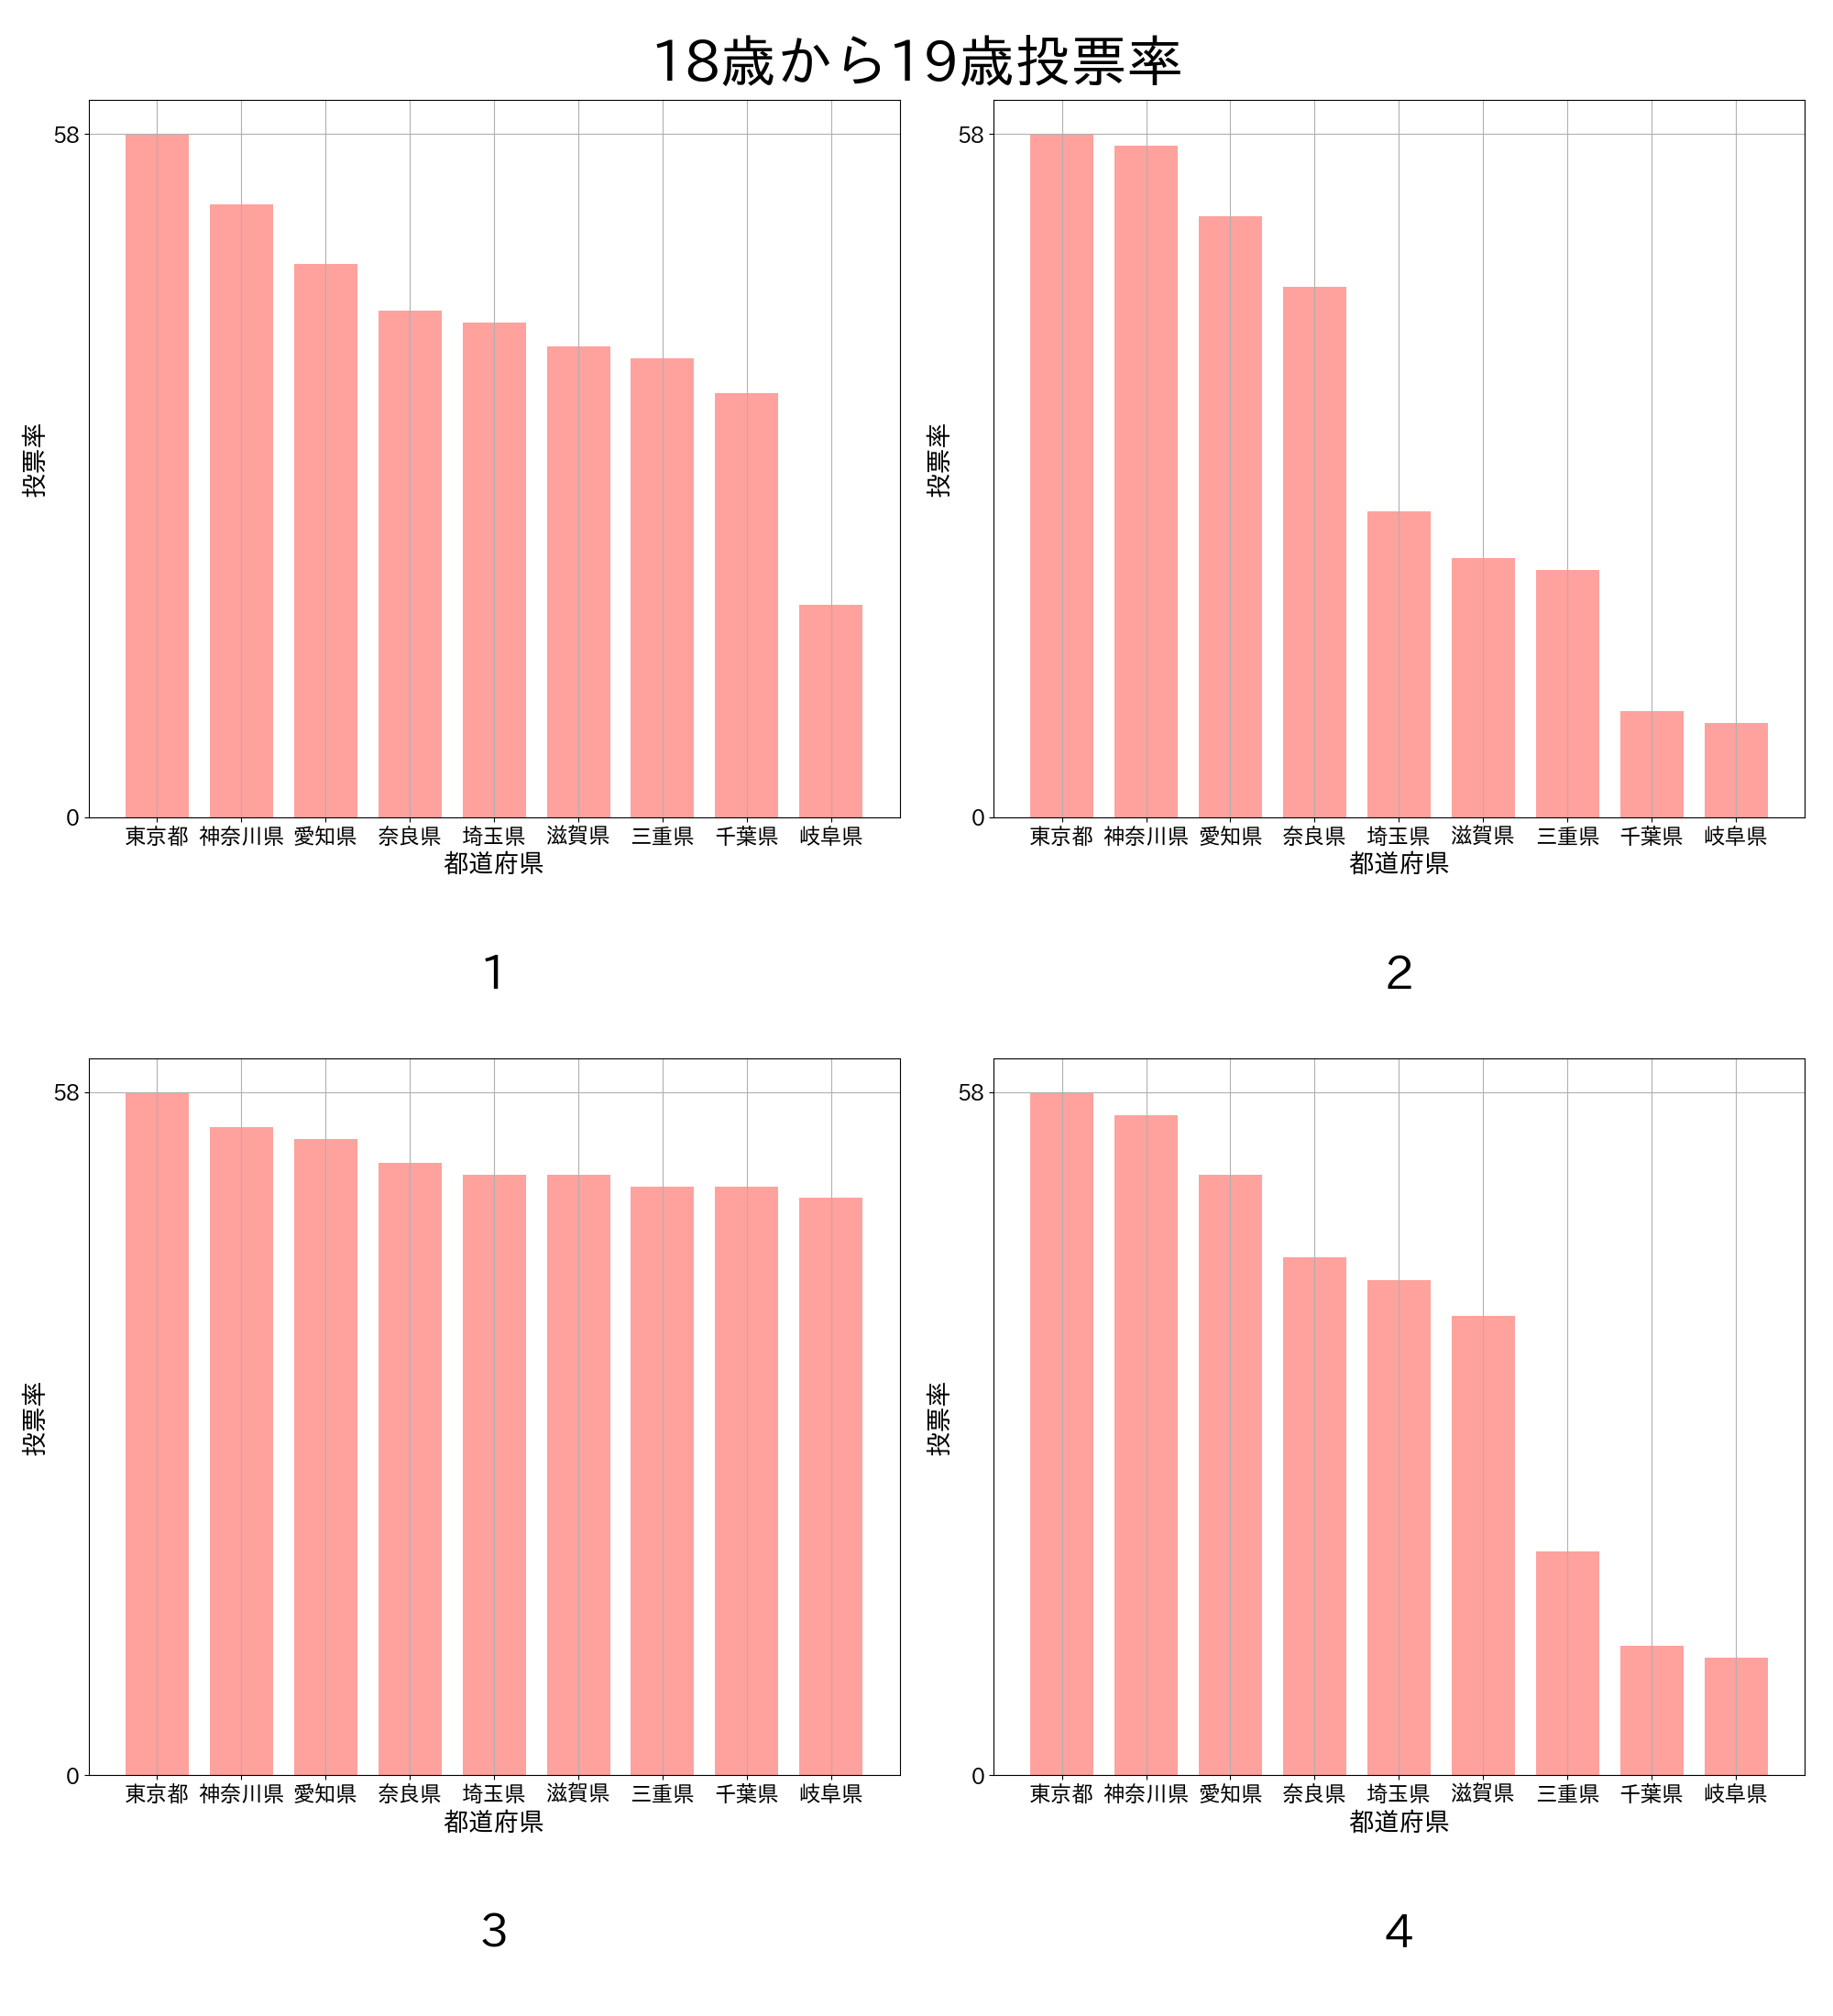 18歳から19歳投票率
58
0
投票率
東京都 神奈川県 愛知県 奈良県 埼玉県 滋賀県 三重県 千葉県 岐阜県
都道府県
1
58
0
投票率
東京都 神奈川県 愛知県 奈良県 埼玉県 滋賀県 三重県 千葉県 岐阜県
都道府県
2
58
0
投票率
東京都 神奈川県 愛知県 奈良県 埼玉県 滋賀県 三重県 千葉県 岐阜県
都道府県
3
58
0
投票率
東京都 神奈川県 愛知県 奈良県 埼玉県 滋賀県 三重県 千葉県 岐阜県
都道府県
4